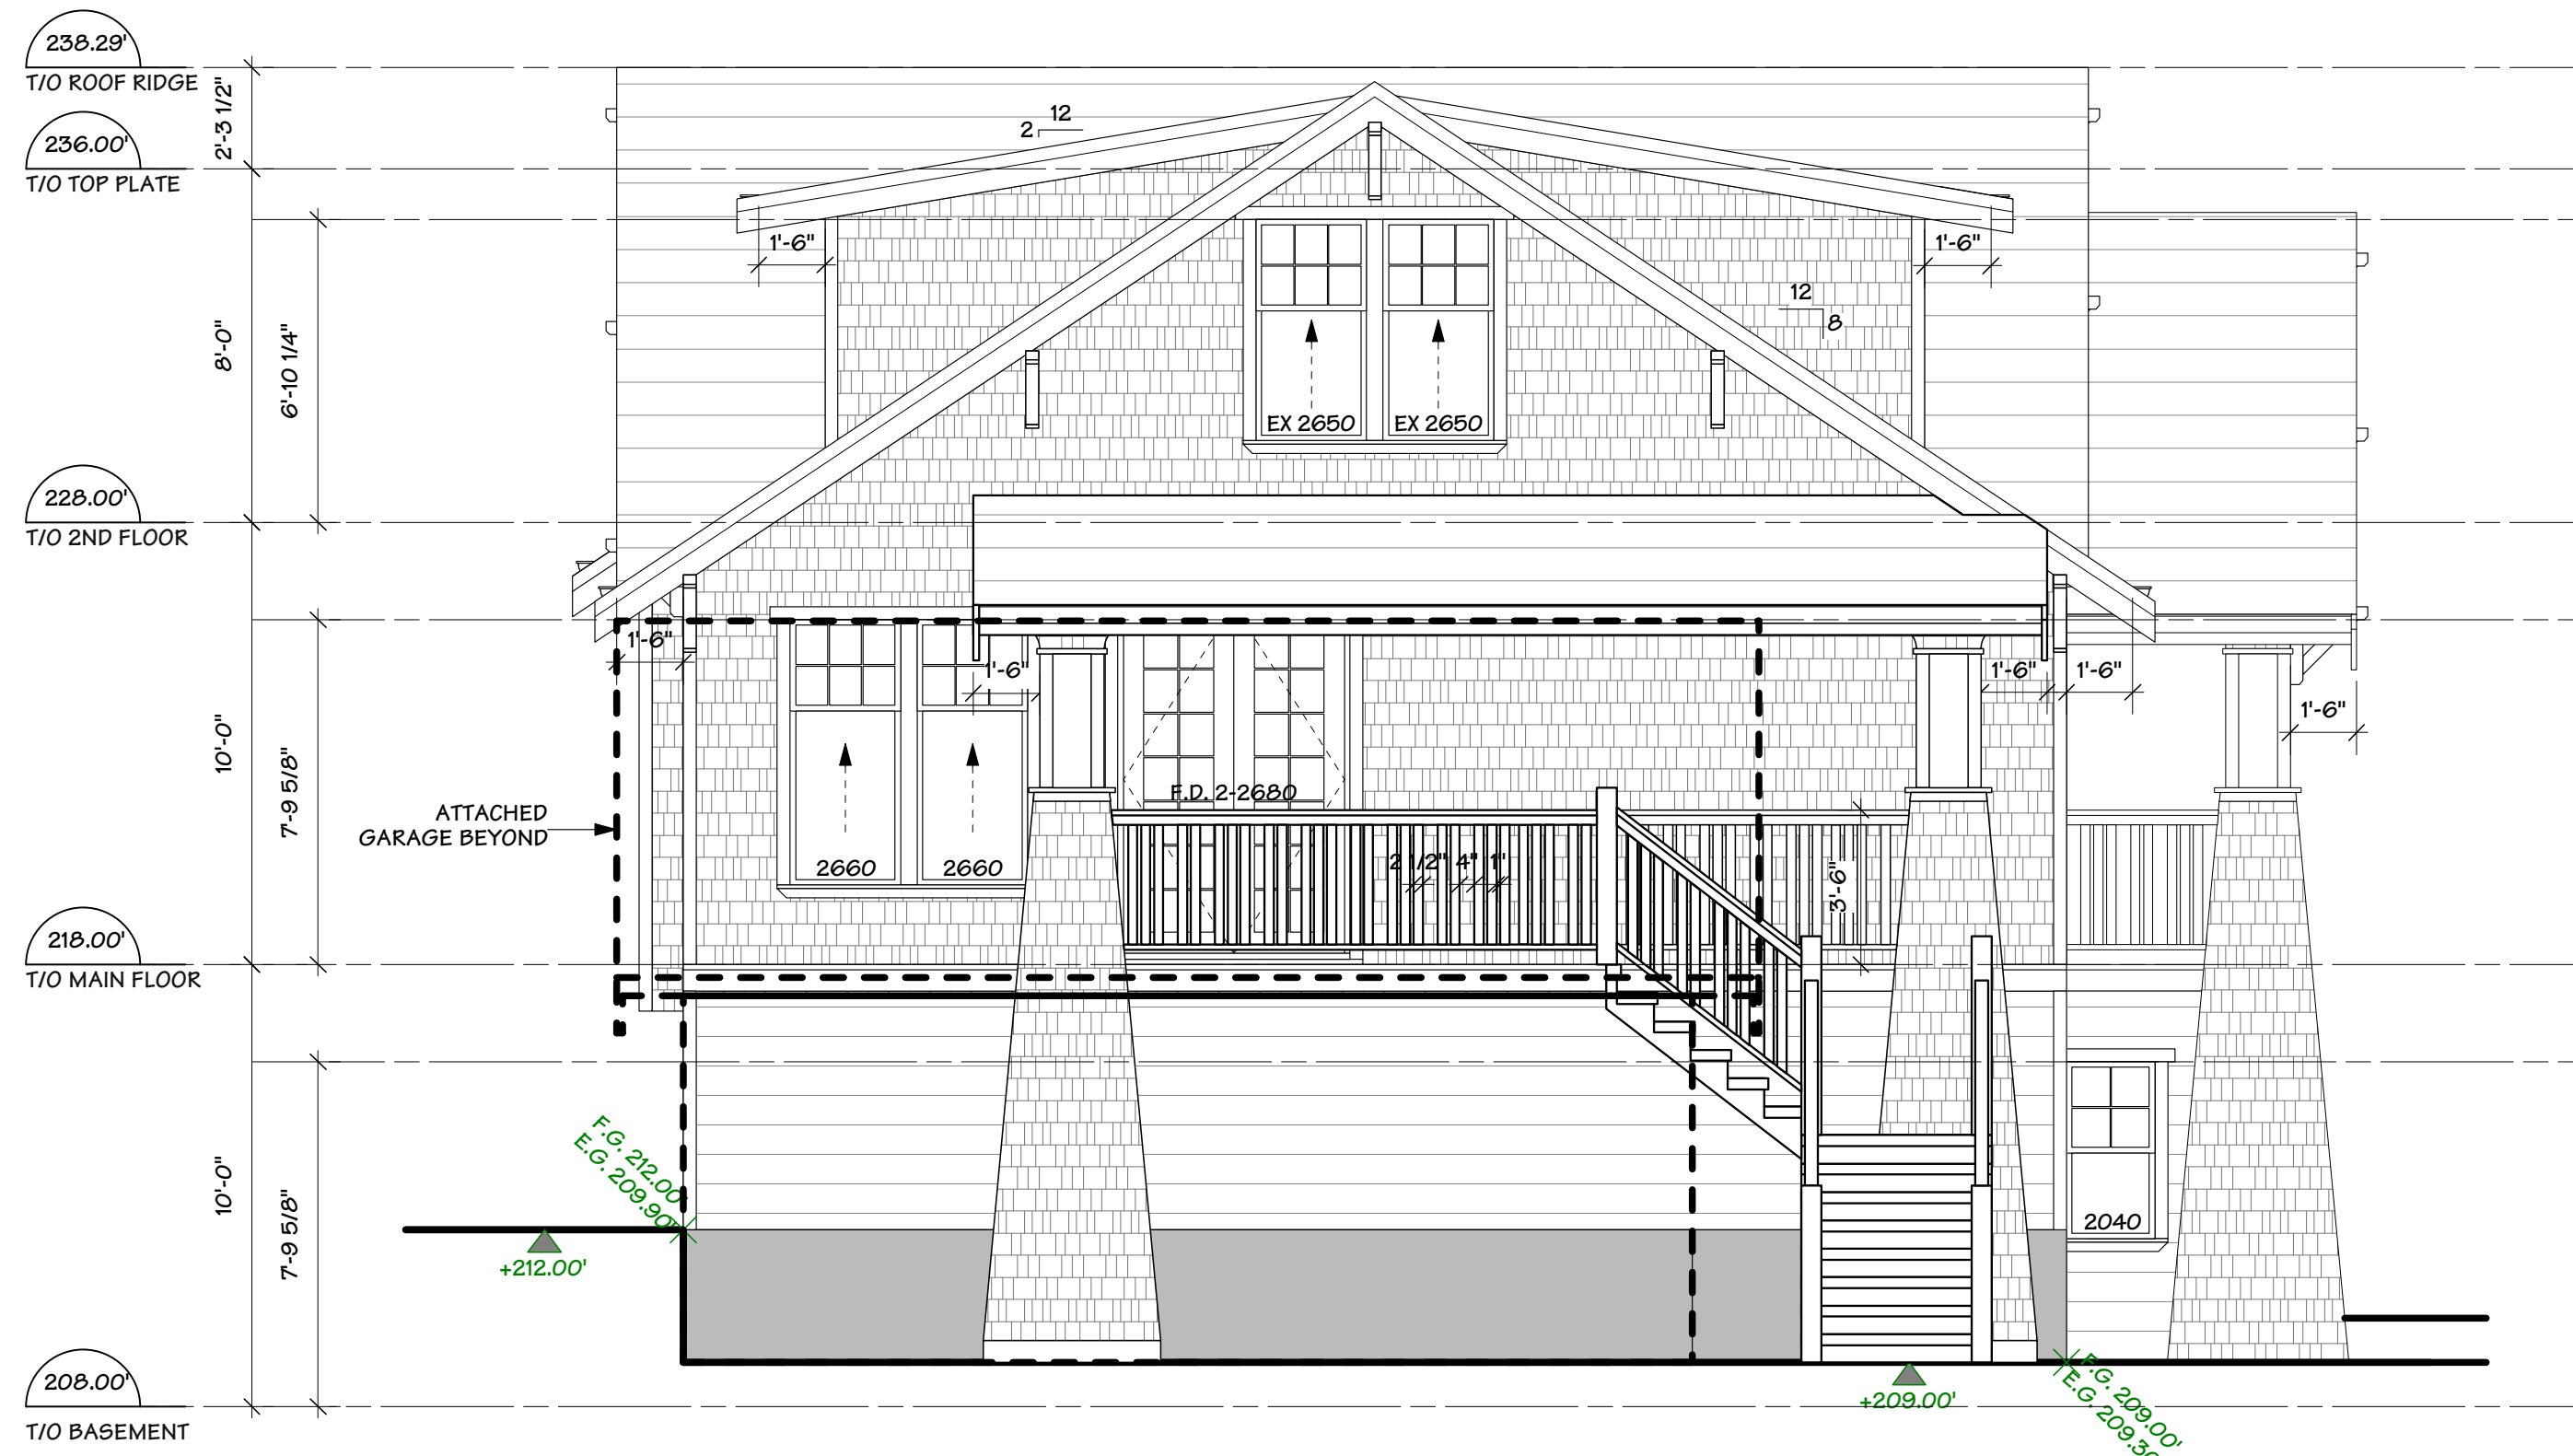 238.29'
T/O ROOF RIDGE
2'-3 1/2"
236.00'
T/O TOP PLATE
12
2
1'-6"
1'-6"
12
8
8'-0"
6'-10 1/4"
EX 2650
EX 2650
228.00'
T/O 2ND FLOOR
1'-6"
1'-6"
1'-6"
1'-6"
1'-6"
10'-0"
7'-9 5/8"
F.D. 2-2680
ATTACHED
GARAGE BEYOND
2660
2660
2 1/2"
4"
1"
3'-6"
218.00'
T/O MAIN FLOOR
F.G. 212.00'
E.G. 209.90'
10'-0"
7'-9 5/8"
2040
+212.00'
208.00'
T/O BASEMENT
+209.00'
F.G. 209.00'
E.G. 209.